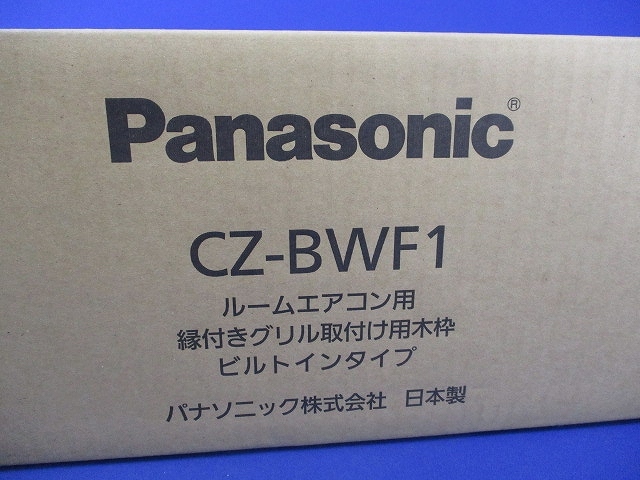 Panasonic®
CZ-BWF1
ルームエアコン用
縁付きグリル取付け用木枠
ビルトインタイプ
パナソニック株式会社 日本製